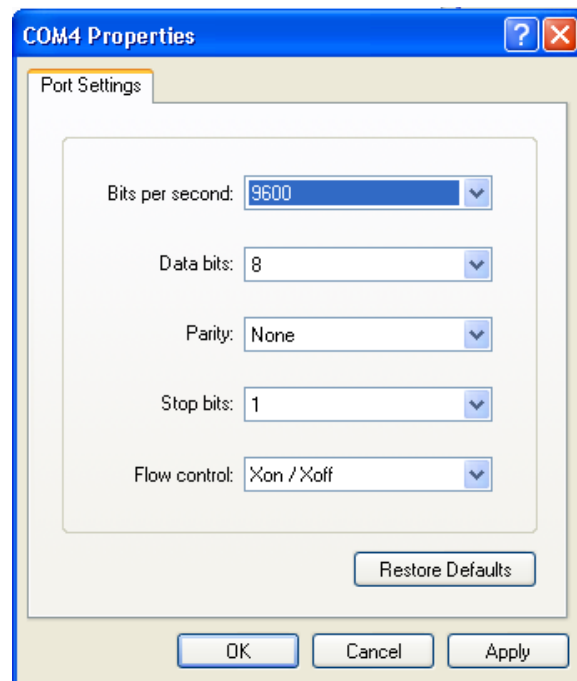 COM4 Properties
Port Settings
Bits per second: 9600
Data bits: 8
Parity: None
Stop bits: 1
Flow control: Xon / Xoff
Restore Defaults
OK Cancel Apply